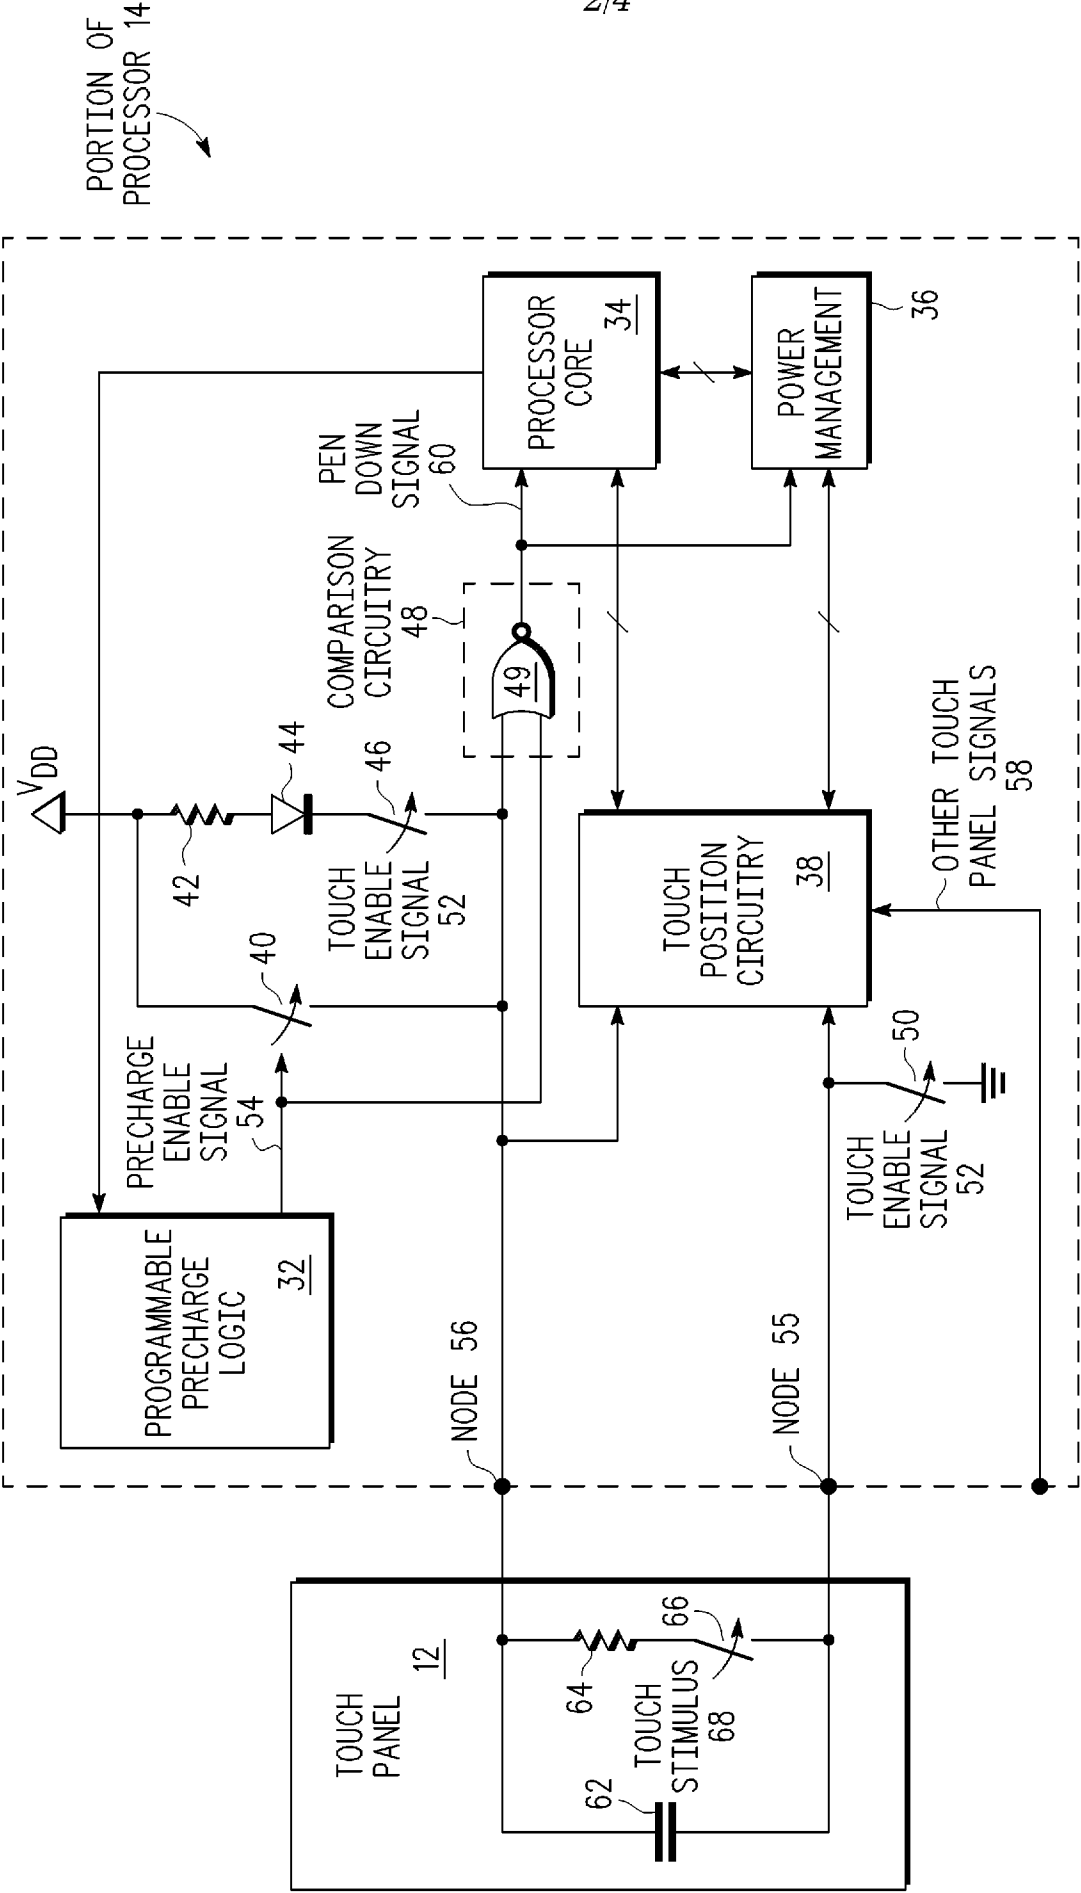 2/4
PORTION OF
PROCESSOR 14
VDD
PROGRAMMABLE
PRECHARGE
LOGIC
32
PRECHARGE
ENABLE
SIGNAL
54
40
42
44
46
TOUCH
ENABLE
SIGNAL
52
COMPARISON
CIRCUITRY
48
49
PEN
DOWN
SIGNAL
60
PROCESSOR
CORE
34
POWER
MANAGEMENT
36
TOUCH
POSITION
CIRCUITRY
38
OTHER TOUCH
PANEL SIGNALS
58
TOUCH
ENABLE
SIGNAL
52
50
NODE 56
NODE 55
TOUCH
PANEL
12
62
64
66
TOUCH
STIMULUS
68